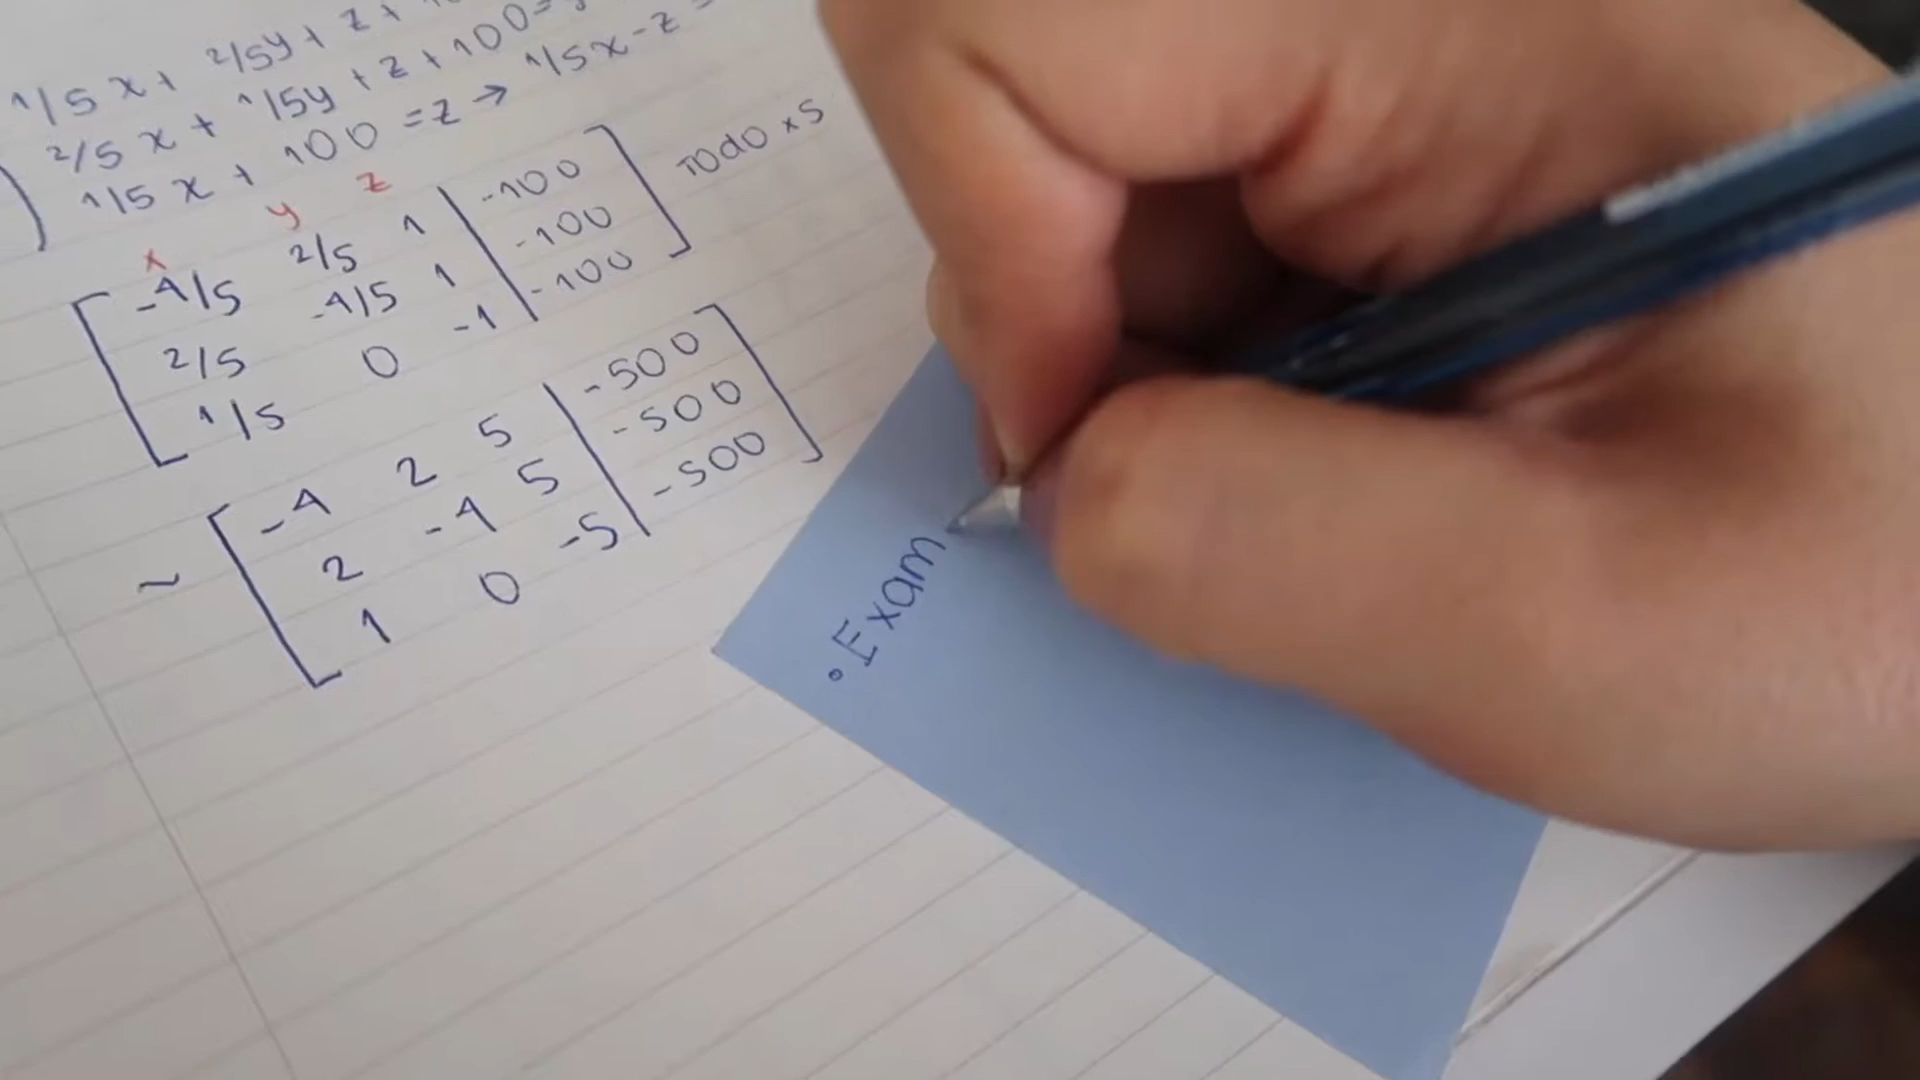 1/5 x + 2/5y + z +
2/5 x + 1/5y + z + 100 =
1/5 x + 100 = z → 1/5x - z =
x y z
-4/5 2/5 1 | -100
2/5 -4/5 1 | -100
1/5 0 -1 | -100
Todo x 5
~ -4 2 5 | -500
2 -4 5 | -500
1 0 -5 | -500
• Exam